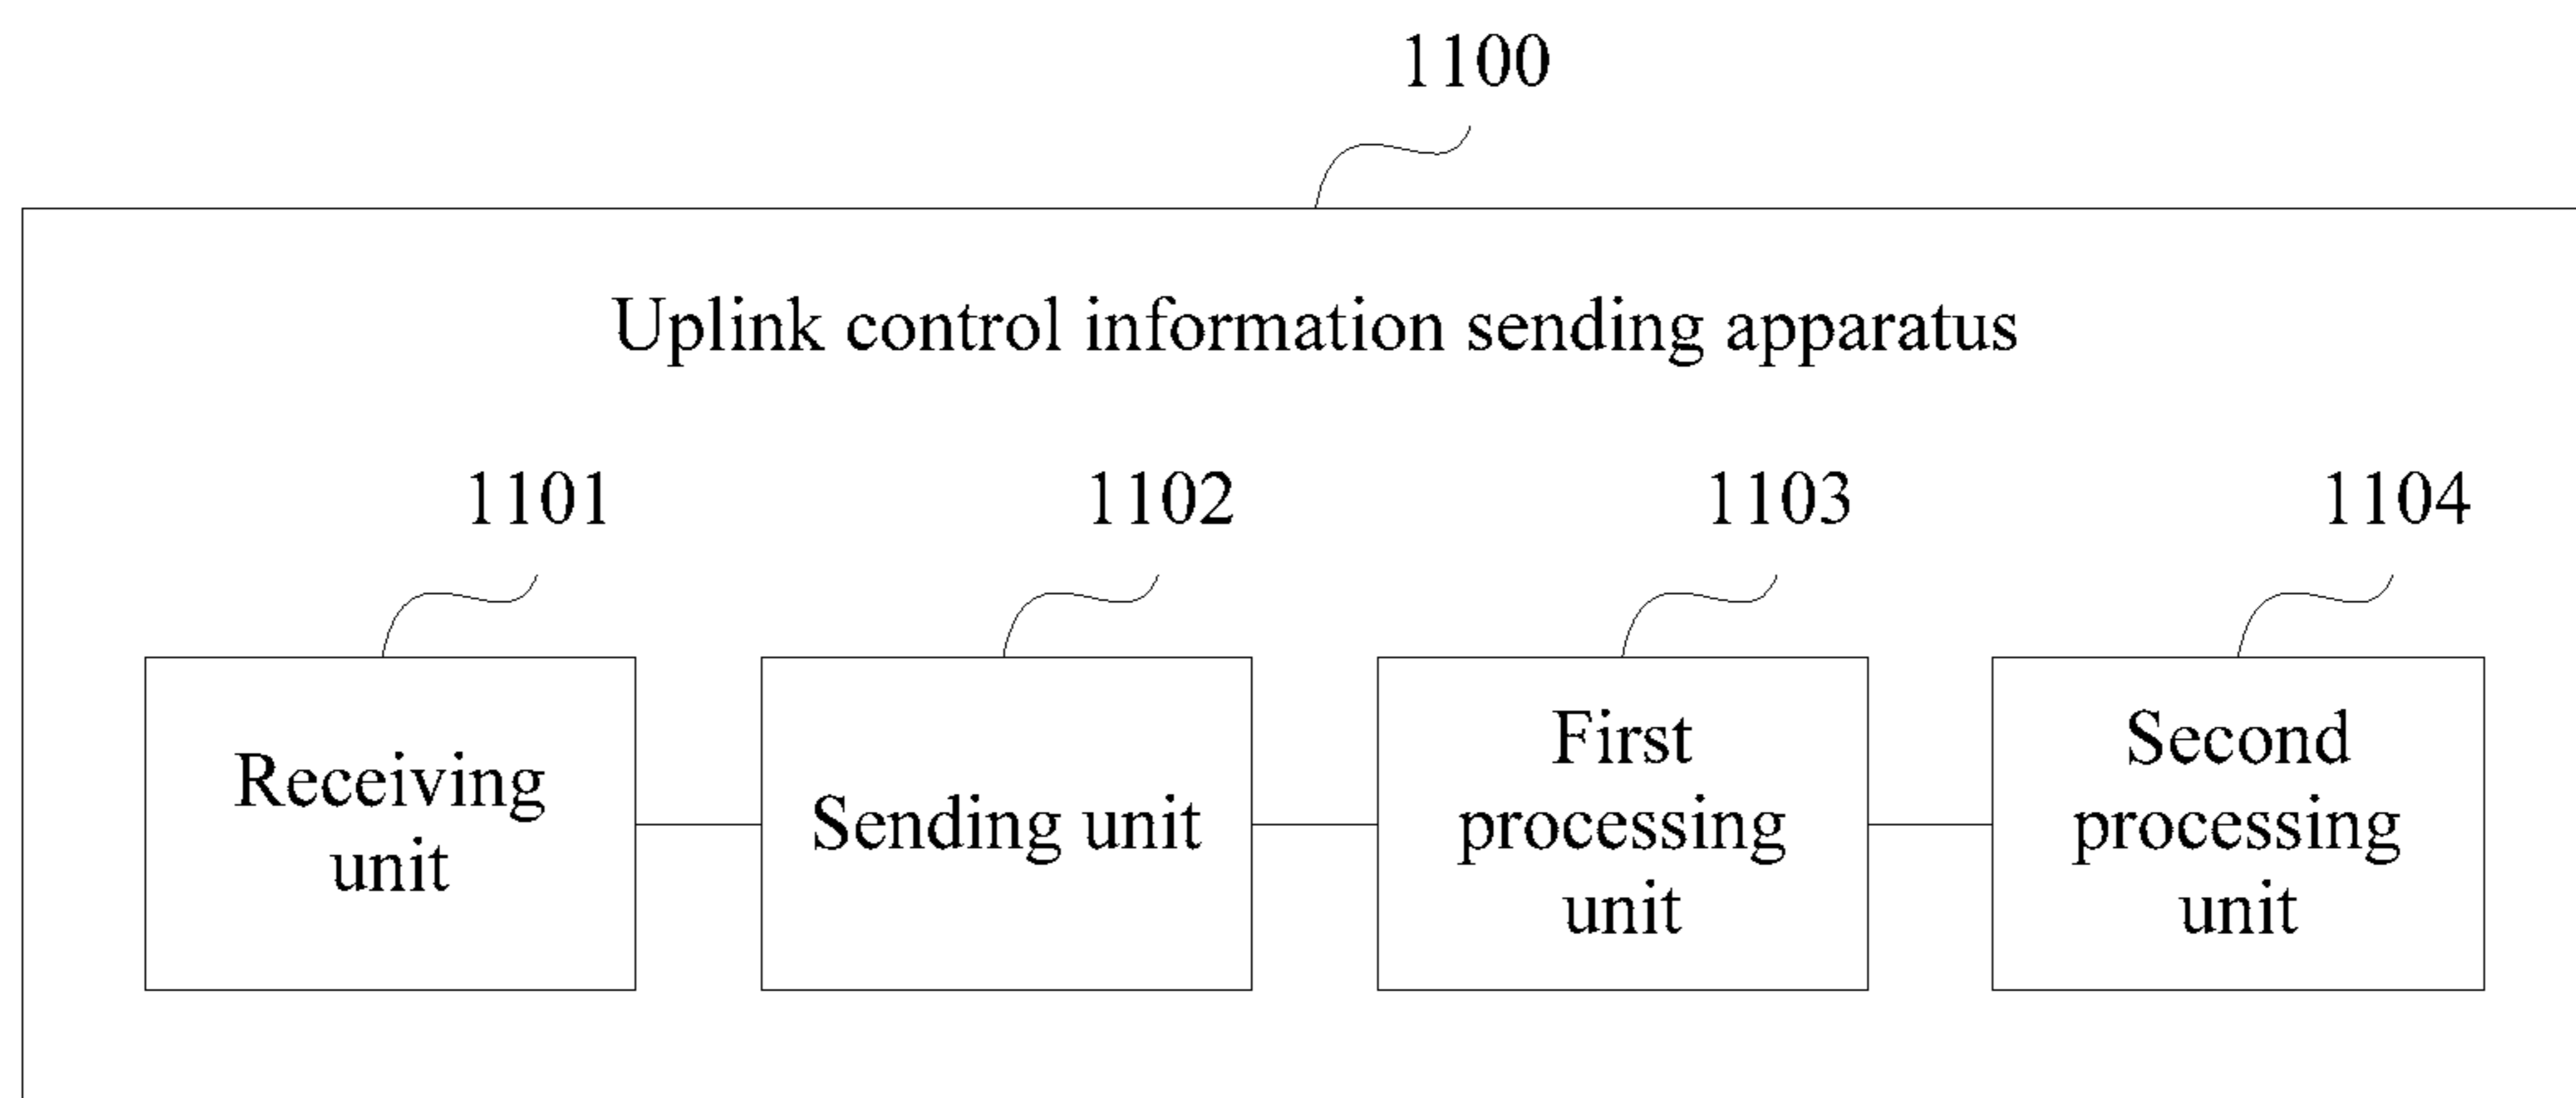 1100
Uplink control information sending apparatus
1101
1102
1103
1104
Receiving
unit
Sending unit
First
processing
unit
Second
processing
unit